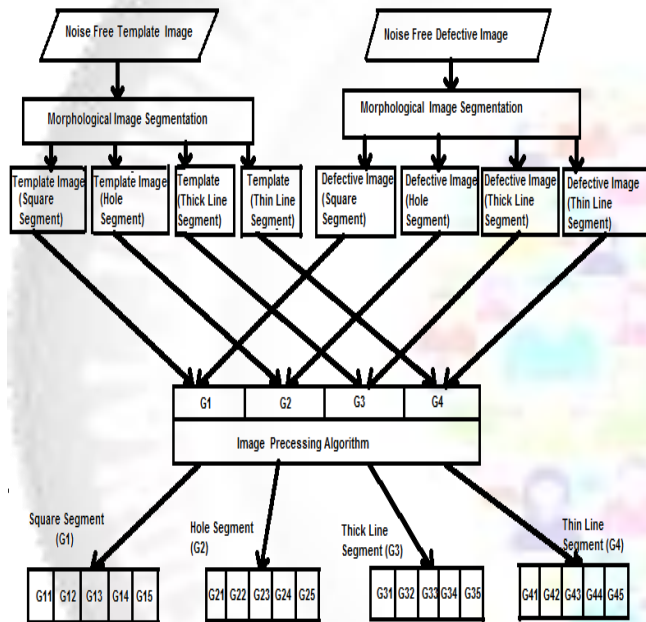 Noise Free Template Image
Noise Free Defective Image
Morphological Image Segmentation
Morphological Image Segmentation
Template Image
(Square
Segment)
Template Image
(Hole
Segment)
Template
(Thick Line
Segment)
Template
(Thin Line
Segment)
Defective Image
(Square
Segment)
Defective Image
(Hole
Segment)
Defective Image
(Thick Line
Segment)
Defective Image
(Thin Line
Segment)
G1 G2 G3 G4
Image Precessing Algorithm
Square Segment
(G1)
Hole Segment
(G2)
Thick Line
Segment (G3)
Thin Line
Segment (G4)
G11 G12 G13 G14 G15
G21 G22 G23 G24 G25
G31 G32 G33 G34 G35
G41 G42 G43 G44 G45